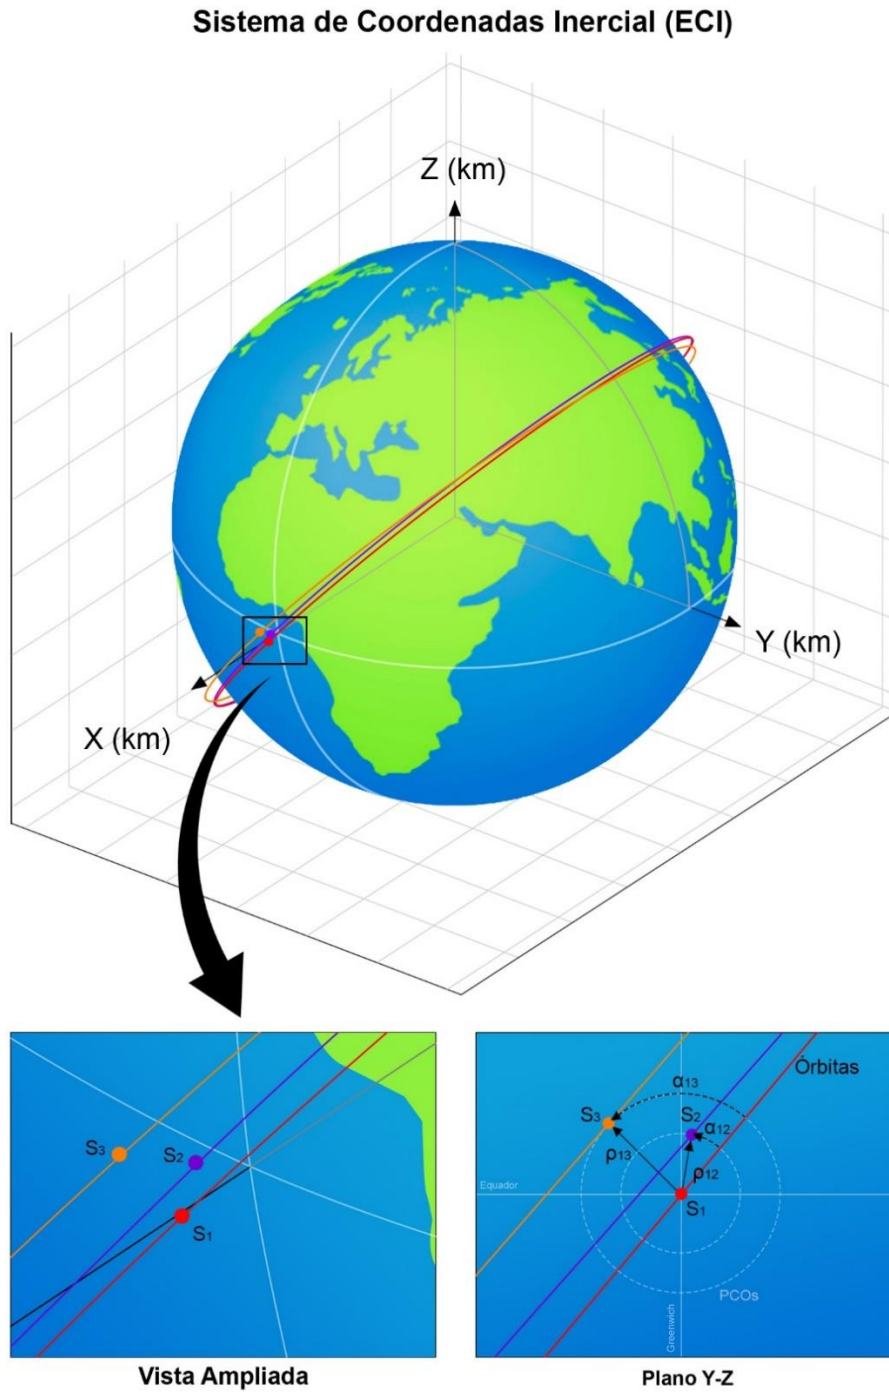 Sistema de Coordenadas Inercial (ECI)
Z (km)
Y (km)
X (km)
S3
S2
S1
Vista Ampliada
Órbitas
α13
S3
S2
α12
ρ13
ρ12
Equador
S1
PCOs
Greenwich
Plano Y-Z